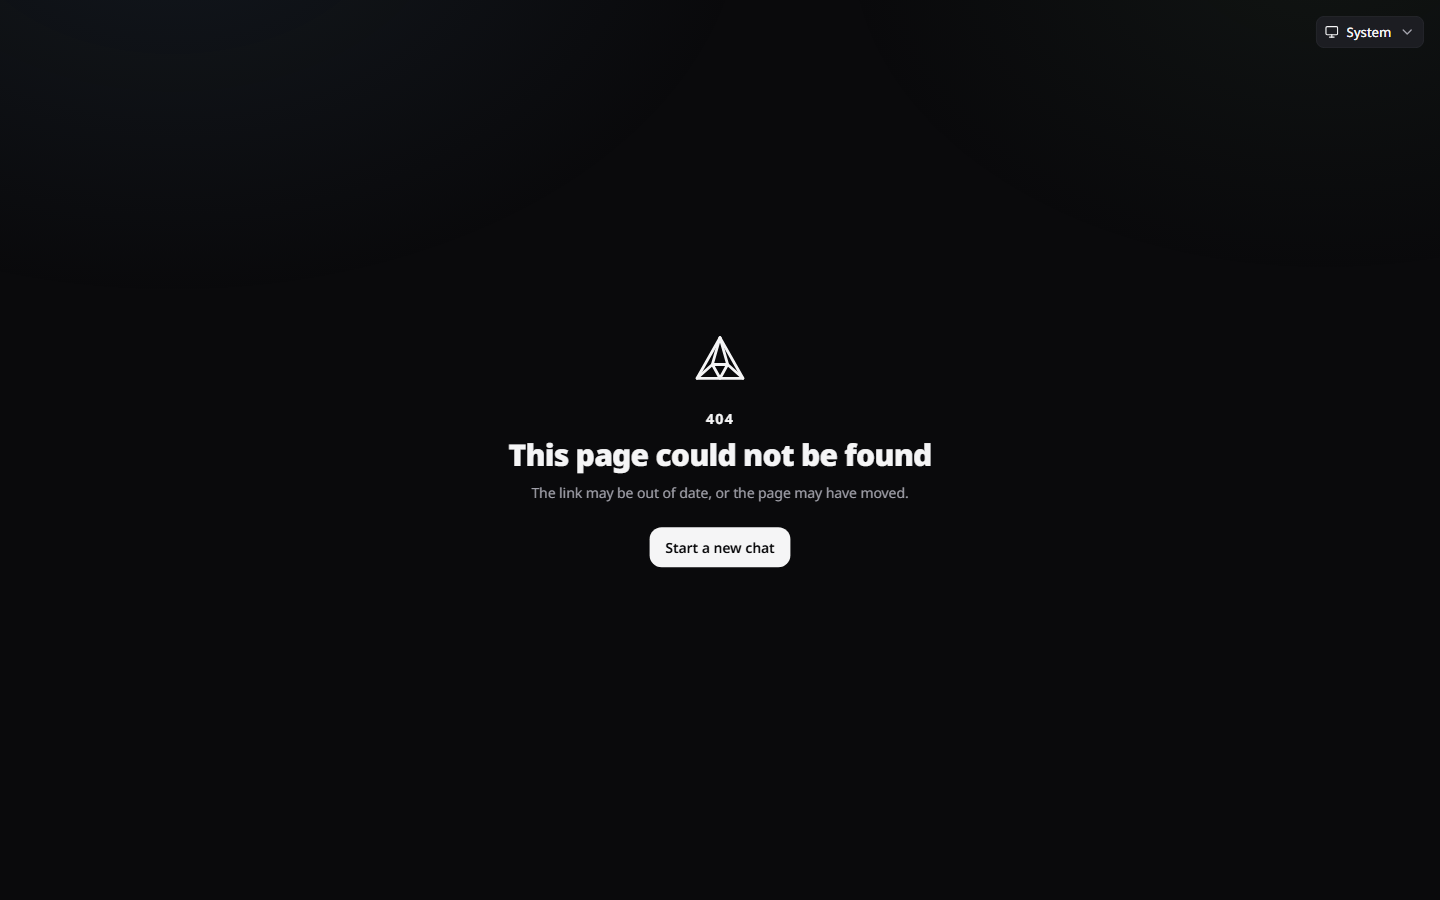 System
404
This page could not be found
The link may be out of date, or the page may have moved.
Start a new chat